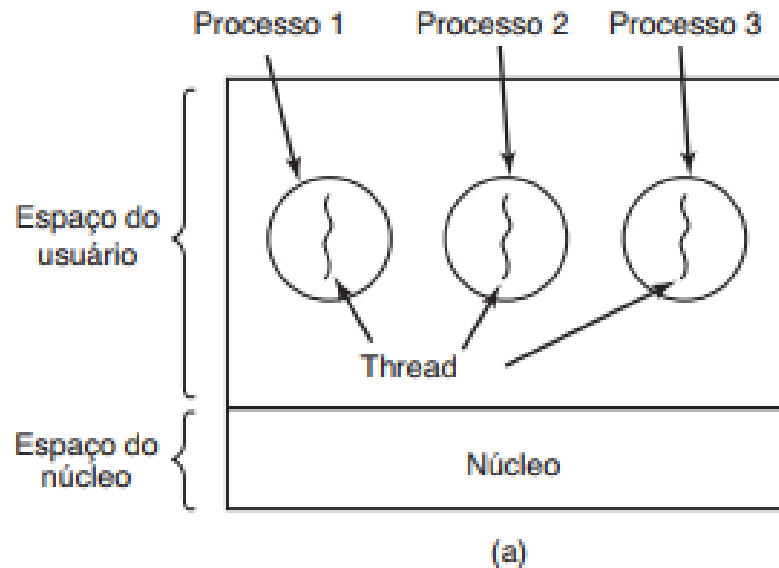 Processo 1 Processo 2 Processo 3
Espaço do
usuário
Thread
Espaço do
núcleo
Núcleo
(a)